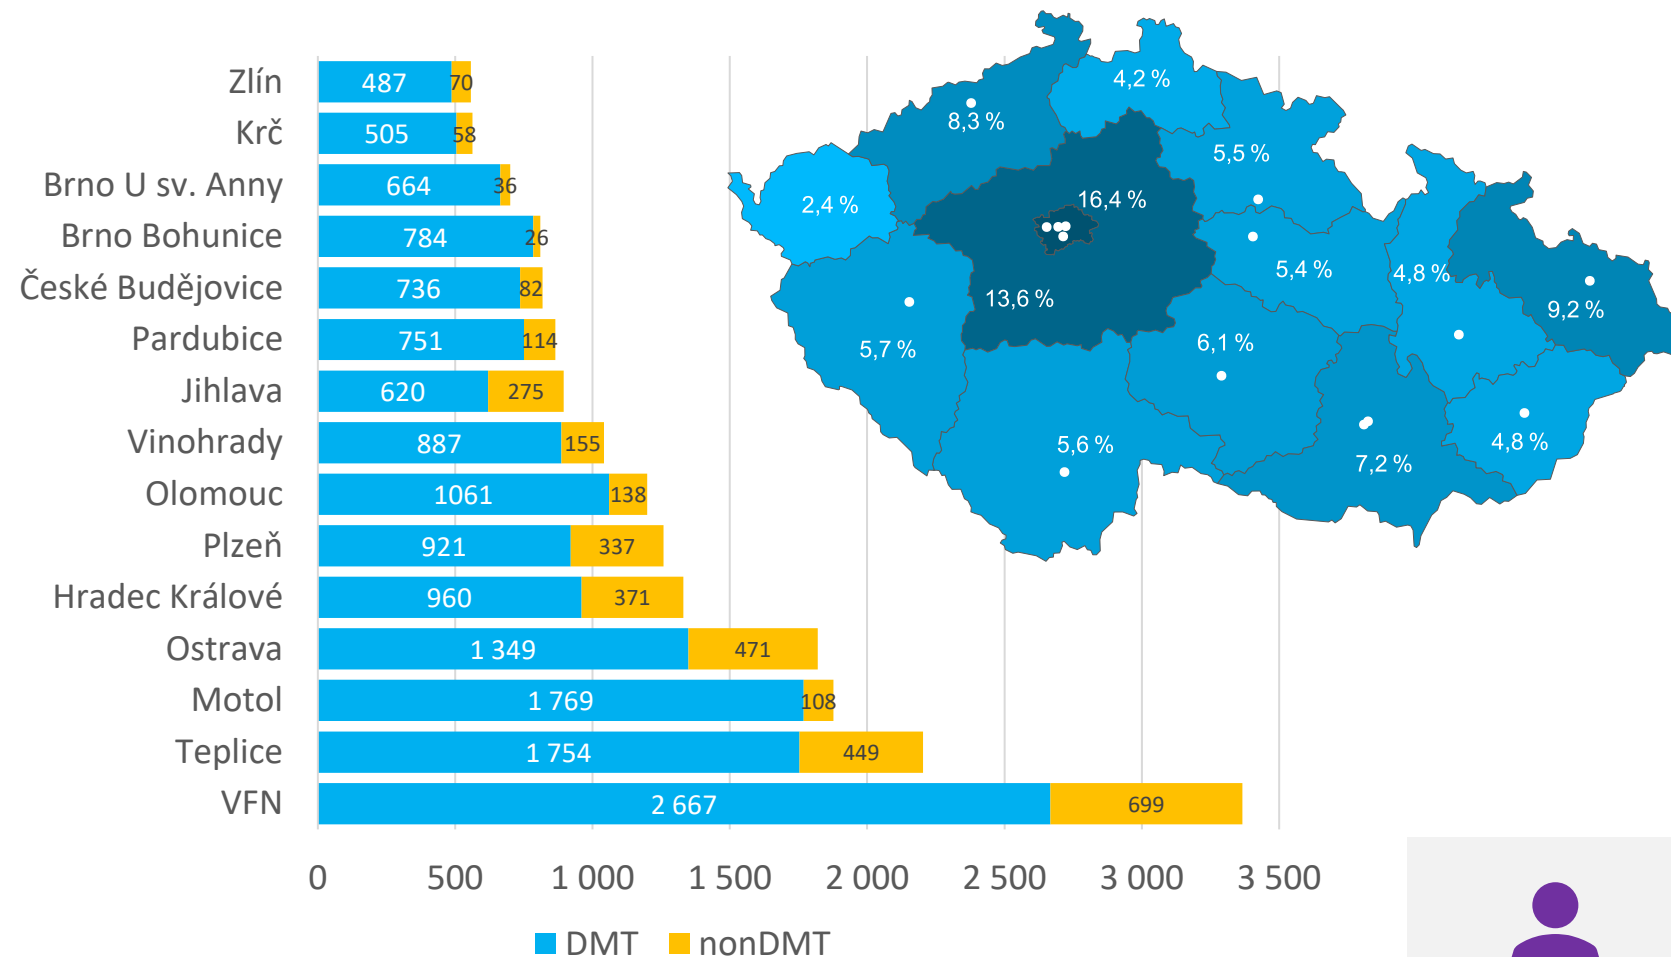 Zlín 487 70
Krč 505 58
Brno U sv. Anny 664 36
Brno Bohunice 784 26
České Budějovice 736 82
Pardubice 751 114
Jihlava 620 275
Vinohrady 887 155
Olomouc 1061 138
Plzeň 921 337
Hradec Králové 960 371
Ostrava 1 349 471
Motol 1 769 108
Teplice 1 754 449
VFN 2 667 699
0 500 1 000 1 500 2 000 2 500 3 000 3 500
DMT nonDMT
4,2 %
8,3 %
5,5 %
2,4 %
16,4 %
5,4 %
4,8 %
13,6 %
9,2 %
5,7 %
6,1 %
5,6 %
4,8 %
7,2 %